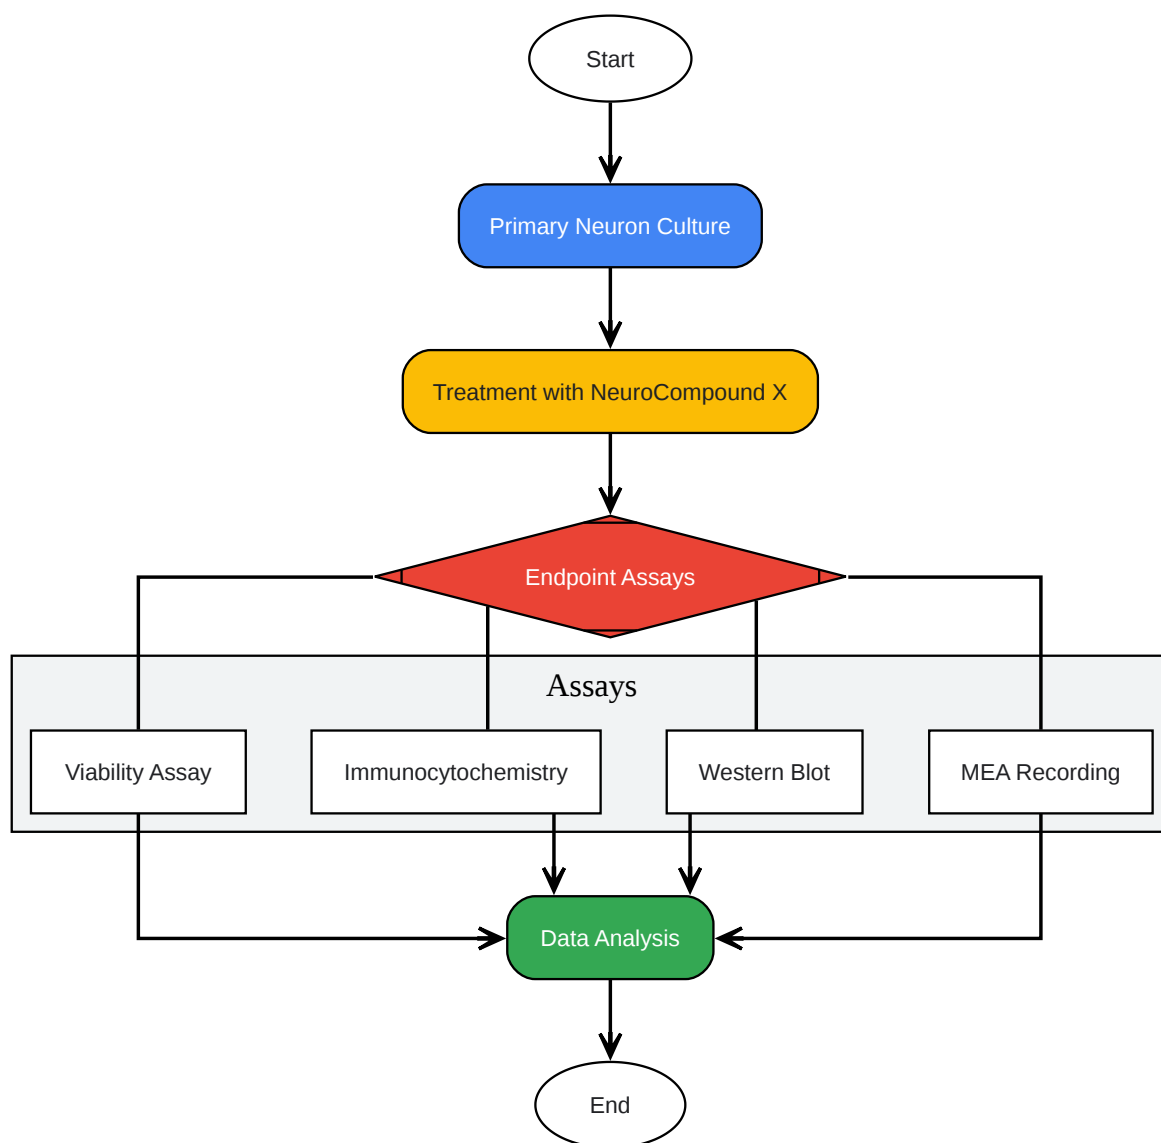 Start
Primary Neuron Culture
Treatment with NeuroCompound X
Endpoint Assays
Assays
Viability Assay
Immunocytochemistry
Western Blot
MEA Recording
Data Analysis
End